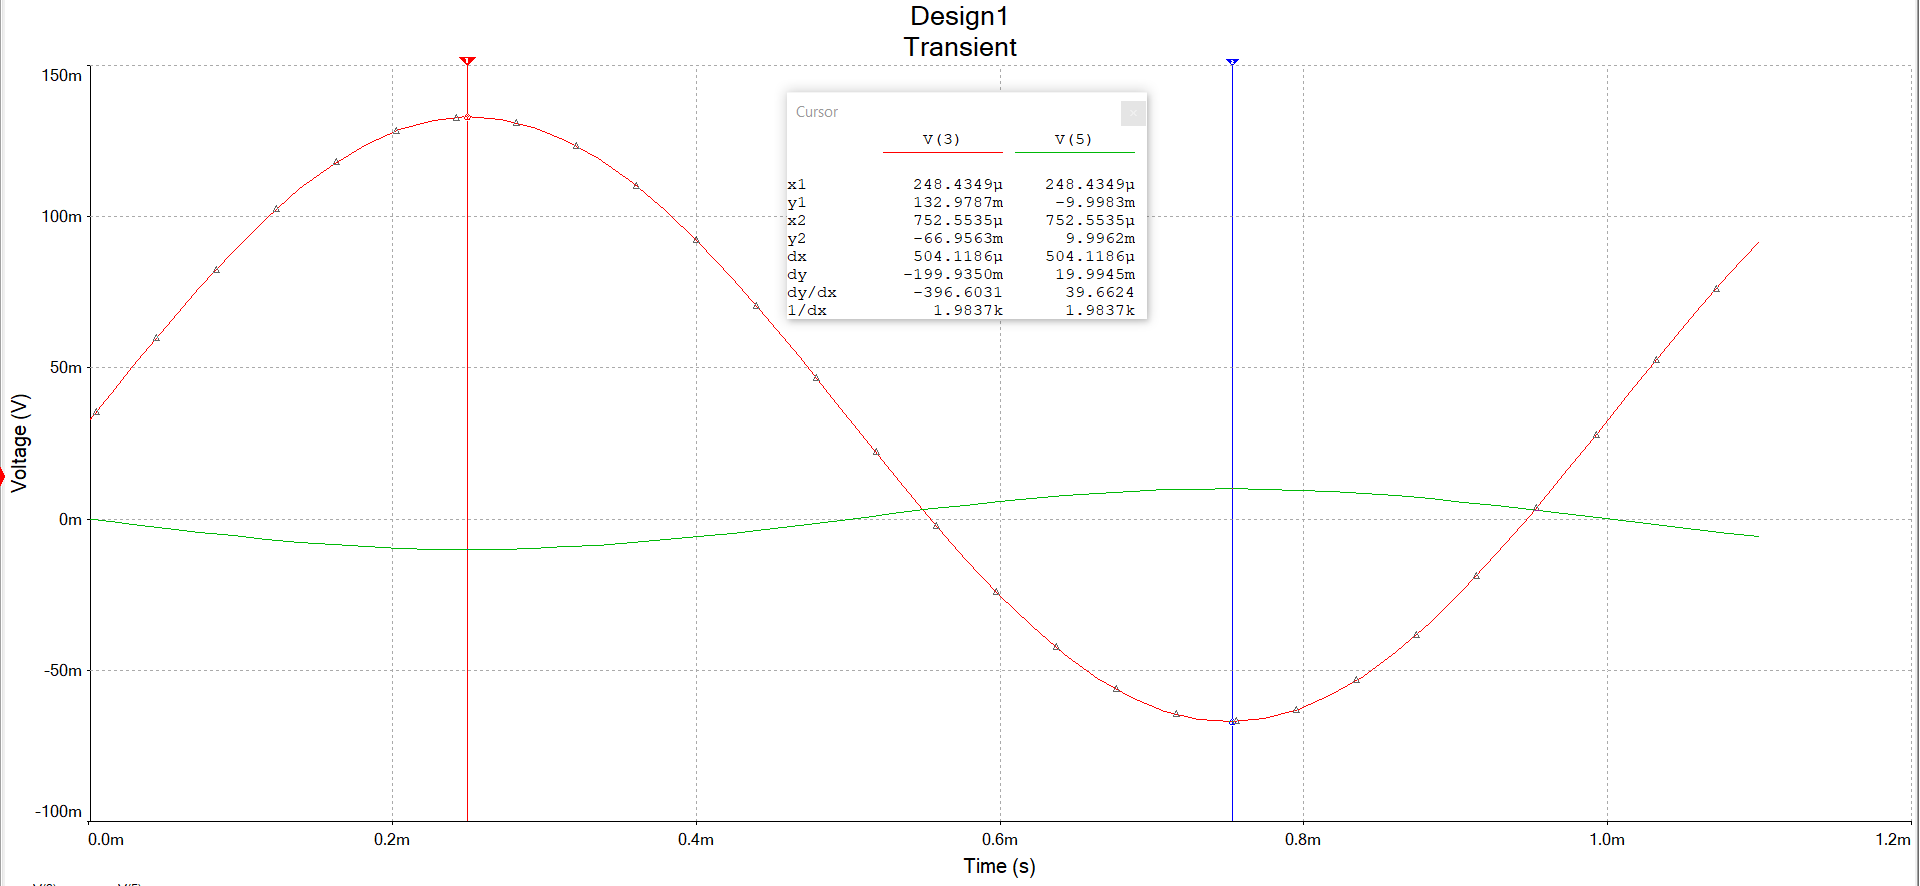 Design1
Transient
150m
100m
50m
0m
-50m
-100m
Voltage (V)
Cursor
V(3) V(5)
x1 248.4349µ 248.4349µ
y1 132.9787m -9.9983m
x2 752.5535µ 752.5535µ
y2 -66.9563m 9.9962m
dx 504.1186µ 504.1186µ
dy -199.9350m 19.9945m
dy/dx -396.6031 39.6624
1/dx 1.9837k 1.9837k
0.0m 0.2m 0.4m 0.6m 0.8m 1.0m 1.2m
Time (s)